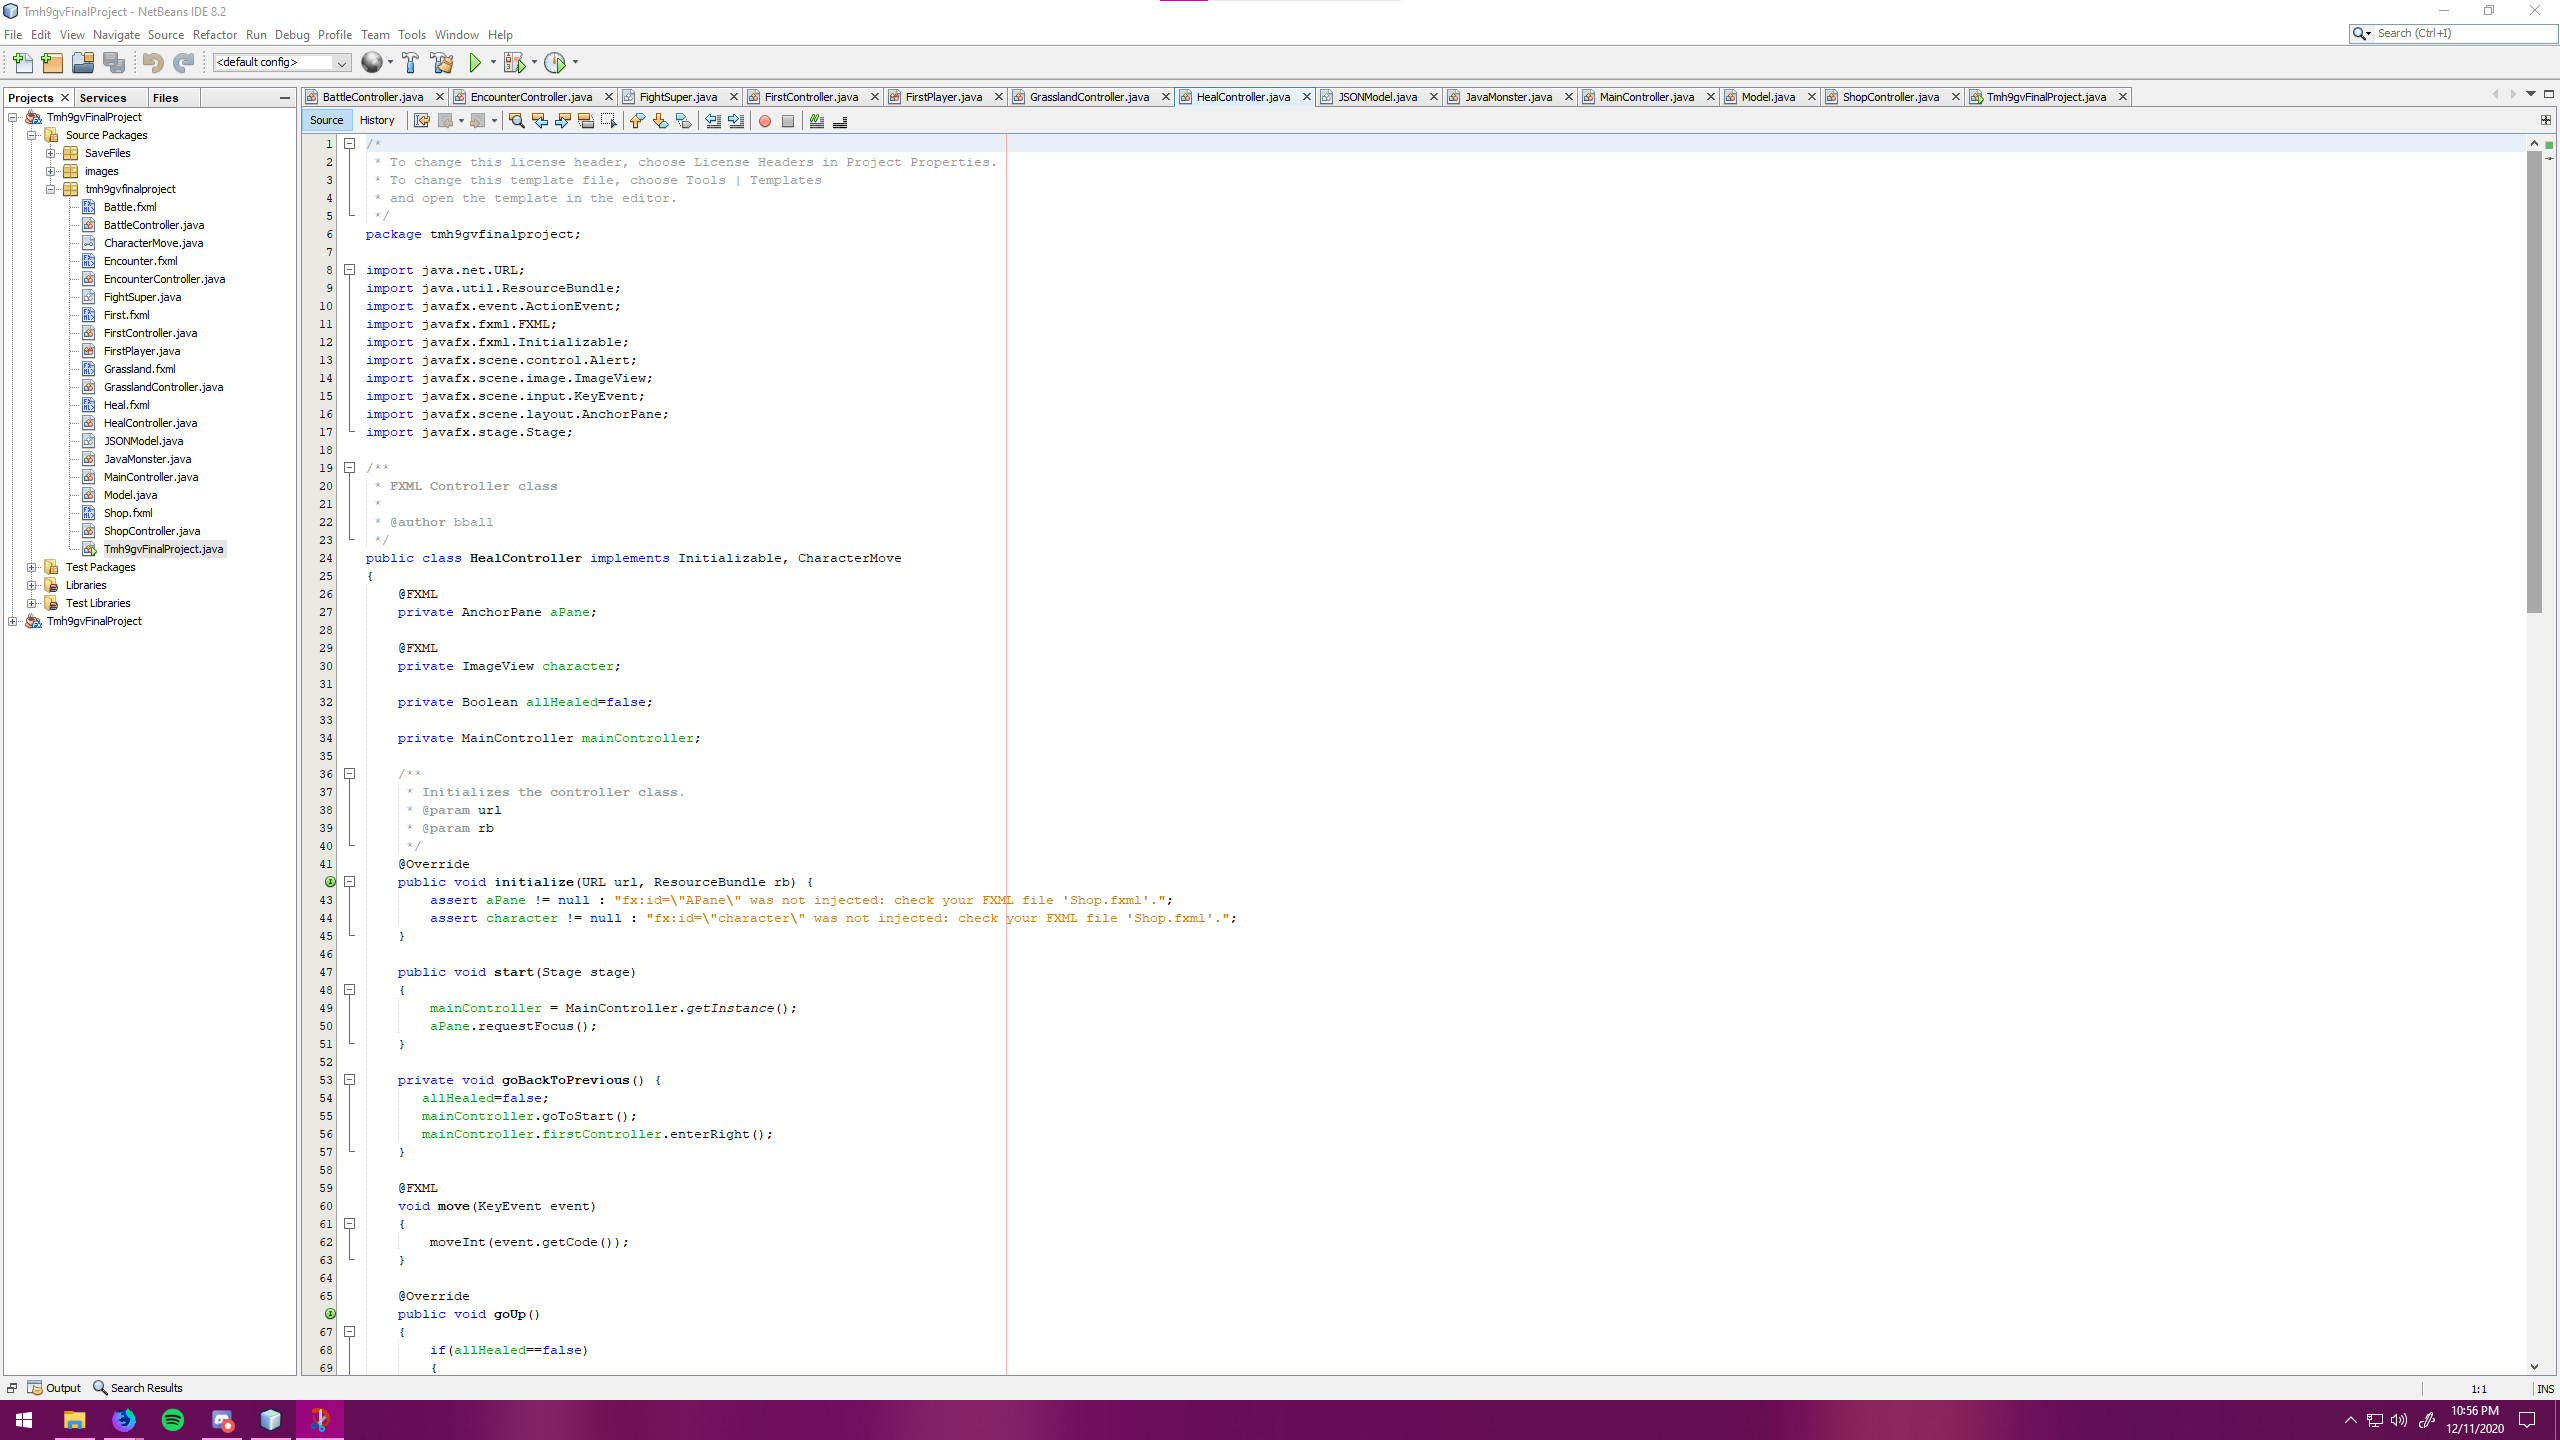 Tmh9gvFinalProject - NetBeans IDE 8.2
File Edit View Navigate Source Refactor Run Debug Profile Team Tools Window Help
Search (Ctrl+I)
<default config>
Projects Services Files
BattleController.java EncounterController.java FightSuper.java FirstController.java FirstPlayer.java GrasslandController.java HealController.java JSONModel.java JavaMonster.java MainController.java Model.java ShopController.java Tmh9gvFinalProject.java
Source History
Tmh9gvFinalProject
Source Packages
SaveFiles
images
tmh9gvfinalproject
Battle.fxml
BattleController.java
CharacterMove.java
Encounter.fxml
EncounterController.java
FightSuper.java
First.fxml
FirstController.java
FirstPlayer.java
Grassland.fxml
GrasslandController.java
Heal.fxml
HealController.java
JSONModel.java
JavaMonster.java
MainController.java
Model.java
Shop.fxml
ShopController.java
Tmh9gvFinalProject.java
Test Packages
Libraries
Test Libraries
Tmh9gvFinalProject
1 /*
2 * To change this license header, choose License Headers in Project Properties.
3 * To change this template file, choose Tools | Templates
4 * and open the template in the editor.
5 */
6 package tmh9gvfinalproject;
7
8 import java.net.URL;
9 import java.util.ResourceBundle;
10 import javafx.event.ActionEvent;
11 import javafx.fxml.FXML;
12 import javafx.fxml.Initializable;
13 import javafx.scene.control.Alert;
14 import javafx.scene.image.ImageView;
15 import javafx.scene.input.KeyEvent;
16 import javafx.scene.layout.AnchorPane;
17 import javafx.stage.Stage;
18
19 /**
20 * FXML Controller class
21 *
22 * @author bball
23 */
24 public class HealController implements Initializable, CharacterMove
25 {
26 @FXML
27 private AnchorPane aPane;
28
29 @FXML
30 private ImageView character;
31
32 private Boolean allHealed=false;
33
34 private MainController mainController;
35
36 /**
37 * Initializes the controller class.
38 * @param url
39 * @param rb
40 */
41 @Override
public void initialize(URL url, ResourceBundle rb) {
43 assert aPane != null : "fx:id=\"APane\" was not injected: check your FXML file 'Shop.fxml'.";
44 assert character != null : "fx:id=\"character\" was not injected: check your FXML file 'Shop.fxml'.";
45 }
46
47 public void start(Stage stage)
48 {
49 mainController = MainController.getInstance();
50 aPane.requestFocus();
51 }
52
53 private void goBackToPrevious() {
54 allHealed=false;
55 mainController.goToStart();
56 mainController.firstController.enterRight();
57 }
58
59 @FXML
60 void move(KeyEvent event)
61 {
62 moveInt(event.getCode());
63 }
64
65 @Override
public void goUp()
67 {
68 if(allHealed==false)
69 {
Output Search Results
1:1 INS
10:56 PM
12/11/2020